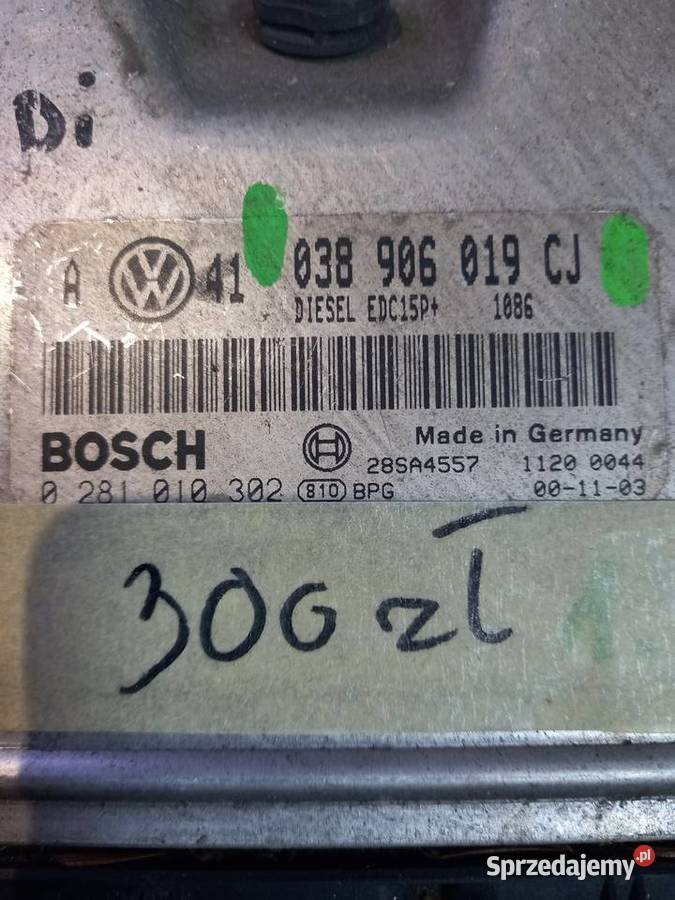 Di
A 41 038 906 019 CJ
DIESEL EDC15P+ 1086
BOSCH Made in Germany
28SA4557 1120 0044
0 281 010 302 810 BPG 00-11-03
300 zł
1.
Sprzedajemy.pl